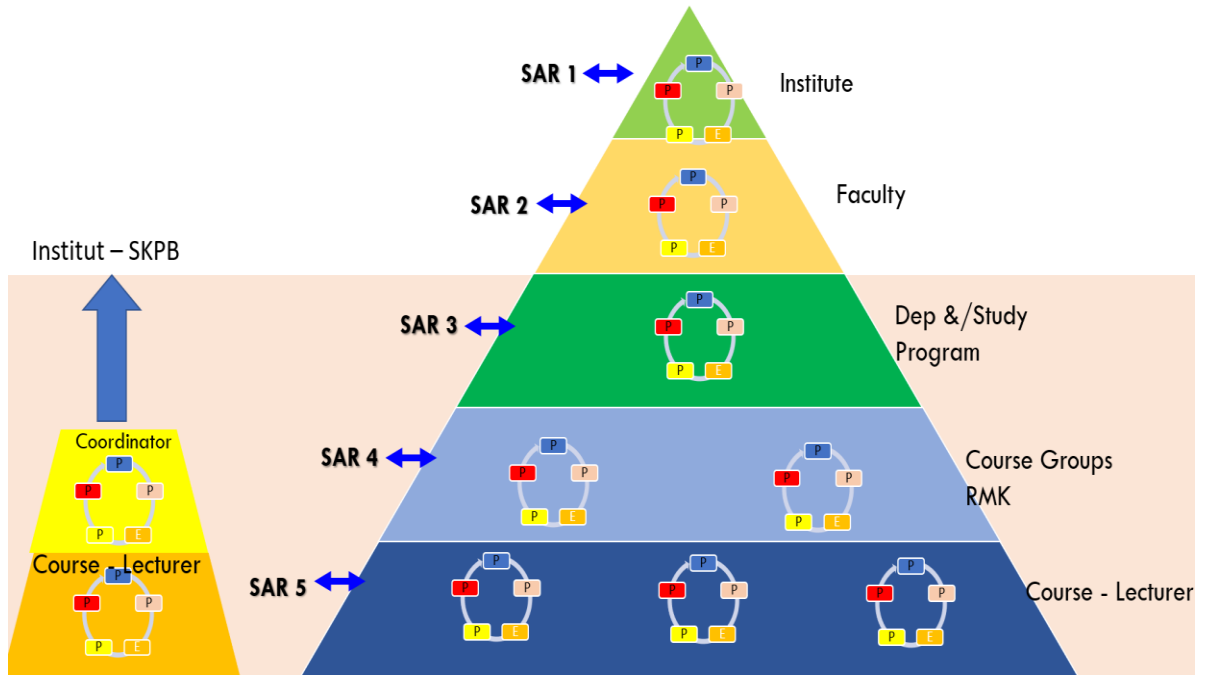 SAR 1
P
P
P
P
E
Institute
SAR 2
P
P
P
P
E
Faculty
Institut – SKPB
SAR 3
P
P
P
P
E
Dep &/Study
Program
Coordinator
P
P
P
P
E
SAR 4
P
P
P
P
E
P
P
P
P
E
Course Groups
RMK
Course - Lecturer
P
P
P
P
E
SAR 5
P
P
P
P
E
P
P
P
P
E
P
P
P
P
E
Course - Lecturer